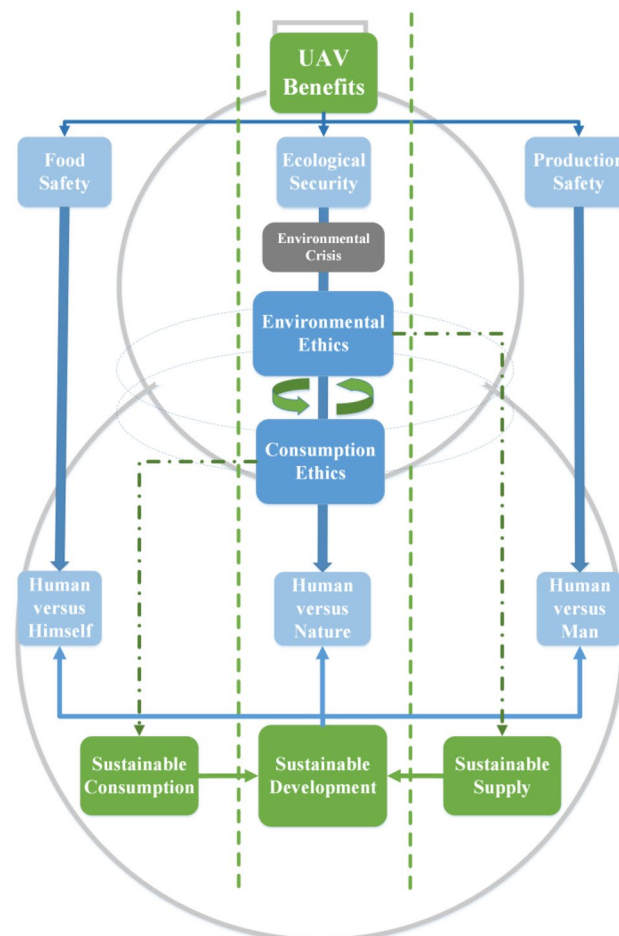 UAV
Benefits
Food
Safety
Ecological
Security
Production
Safety
Environmental
Crisis
Environmental
Ethics
Consumption
Ethics
Human
versus
Himself
Human
versus
Nature
Human
versus
Man
Sustainable
Consumption
Sustainable
Development
Sustainable
Supply